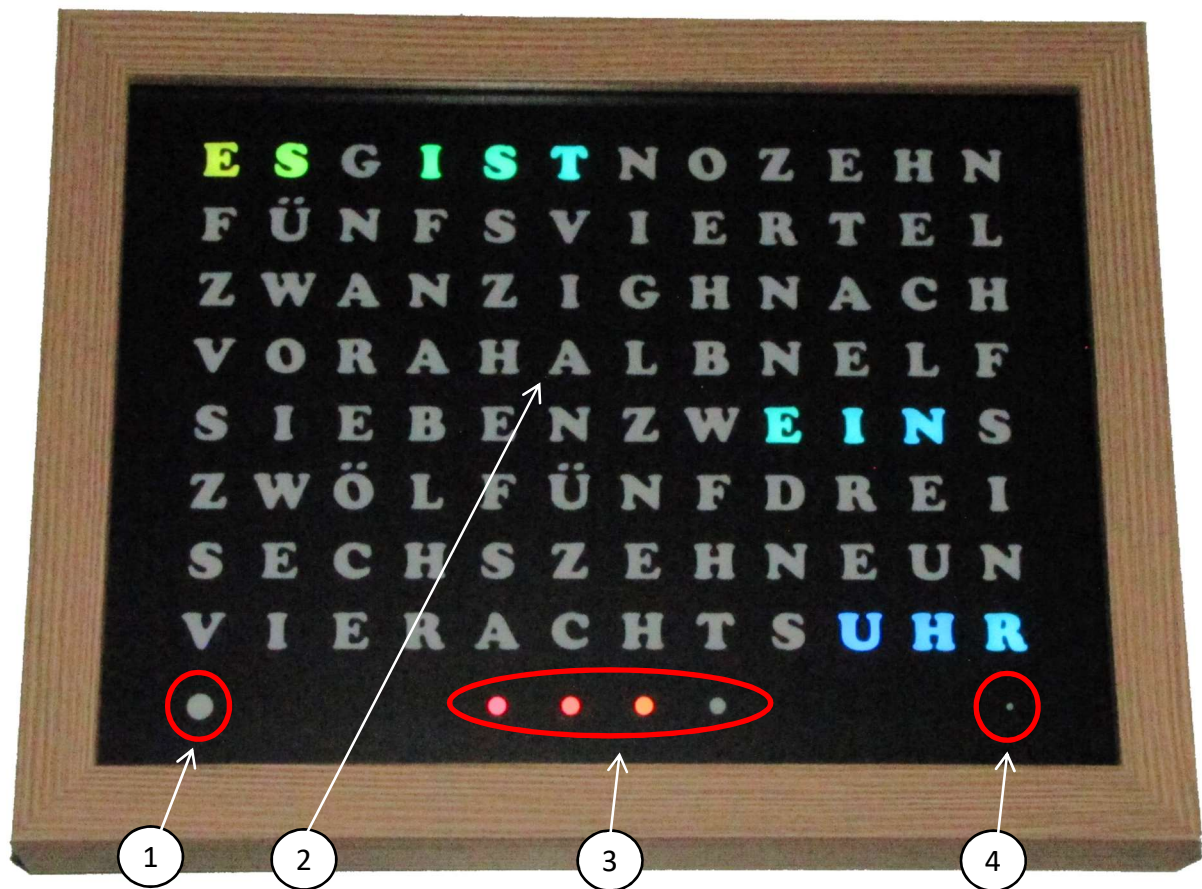 ESGISTNOZEHN
FÜNFSVIERTEL
ZWANZIGHNACH
VORAHALBNELF
SIEBENZWEINS
ZWÖLFÜNFDREI
SECHSZEHNEUN
VIERACHTSUHR
1 2 3 4